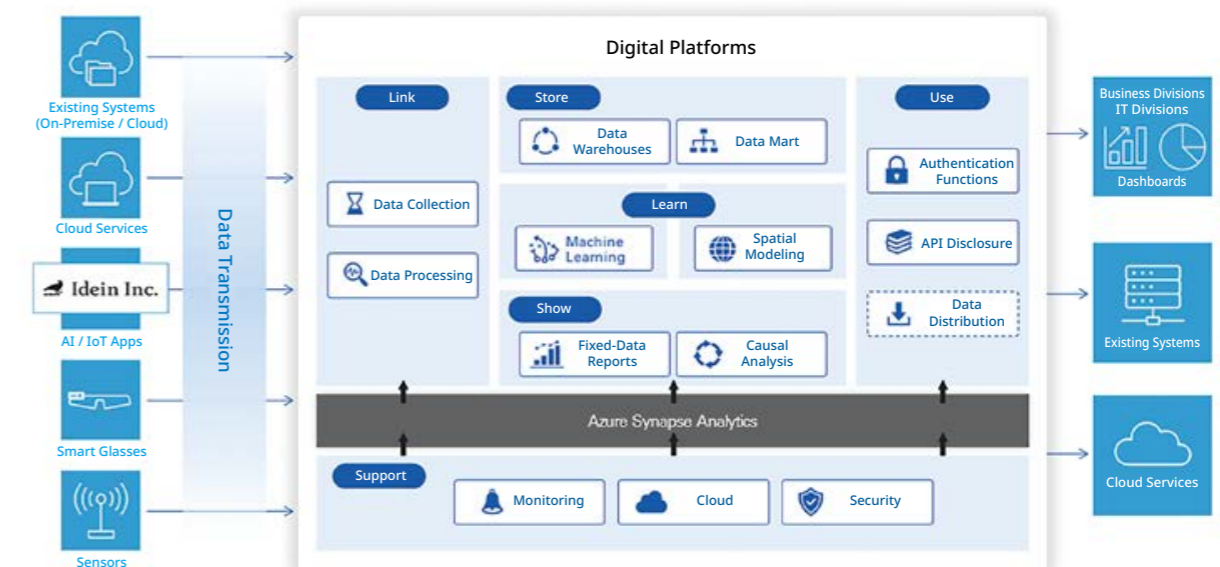 Existing Systems
(On-Premise / Cloud)
Cloud Services
Idein Inc.
AI / IoT Apps
Smart Glasses
Sensors
Data Transmission
Digital Platforms
Link
Data Collection
Data Processing
Store
Data
Warehouses
Data Mart
Learn
Machine
Learning
Spatial
Modeling
Show
Fixed-Data
Reports
Causal
Analysis
Use
Authentication
Functions
API Disclosure
Data
Distribution
Azure Synapse Analytics
Support
Monitoring
Cloud
Security
Business Divisions
IT Divisions
Dashboards
Existing Systems
Cloud Services